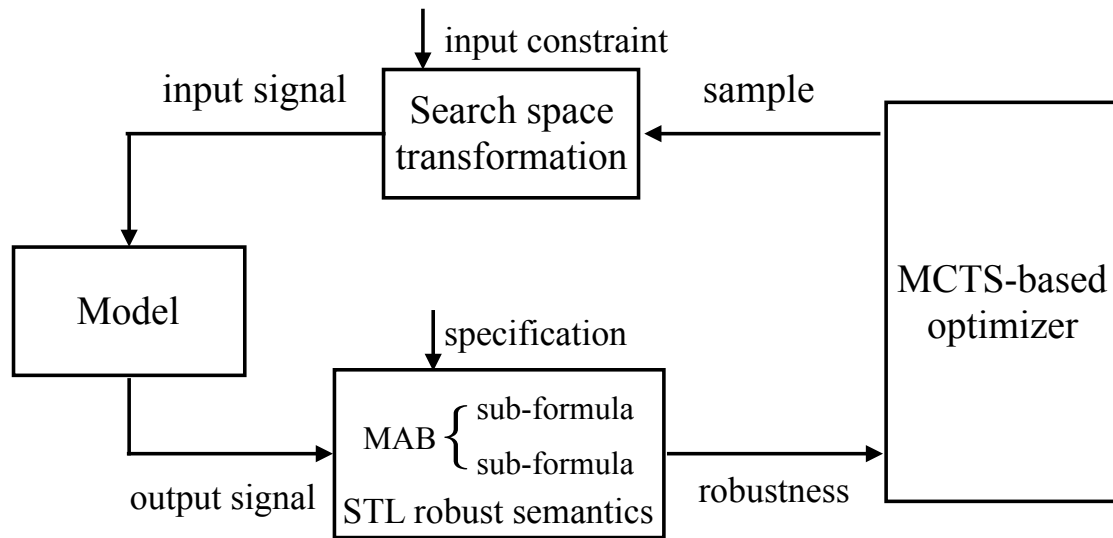 input constraint
input signal
sample
Search space
transformation
Model
MCTS-based
optimizer
specification
sub-formula
MAB {
sub-formula
STL robust semantics
output signal
robustness